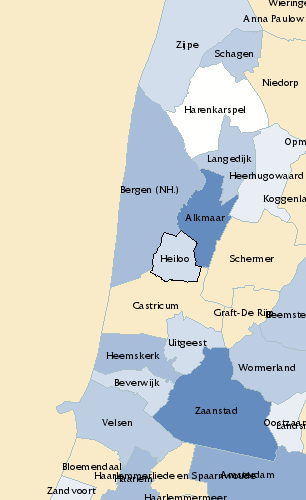 Wieringe
Anna Paulow
Zijpe
Schagen
Niedorp
Harenkarspel
Opm
Langedijk
Heerhugowaard
Bergen (NH.)
Koggenla
Alkmaar
Heiloo
Schermer
Castricum
Graft-De Rijp
Beemste
Uitgeest
Heemskerk
Wormerland
Beverwijk
Zaanstad
Velsen
Oostzaan
Landsm
Bloemendaal
Haarlemmerliede en Spaarnwoude
Amsterdam
Haarlem
Zandvoort
Haarlemmermeer